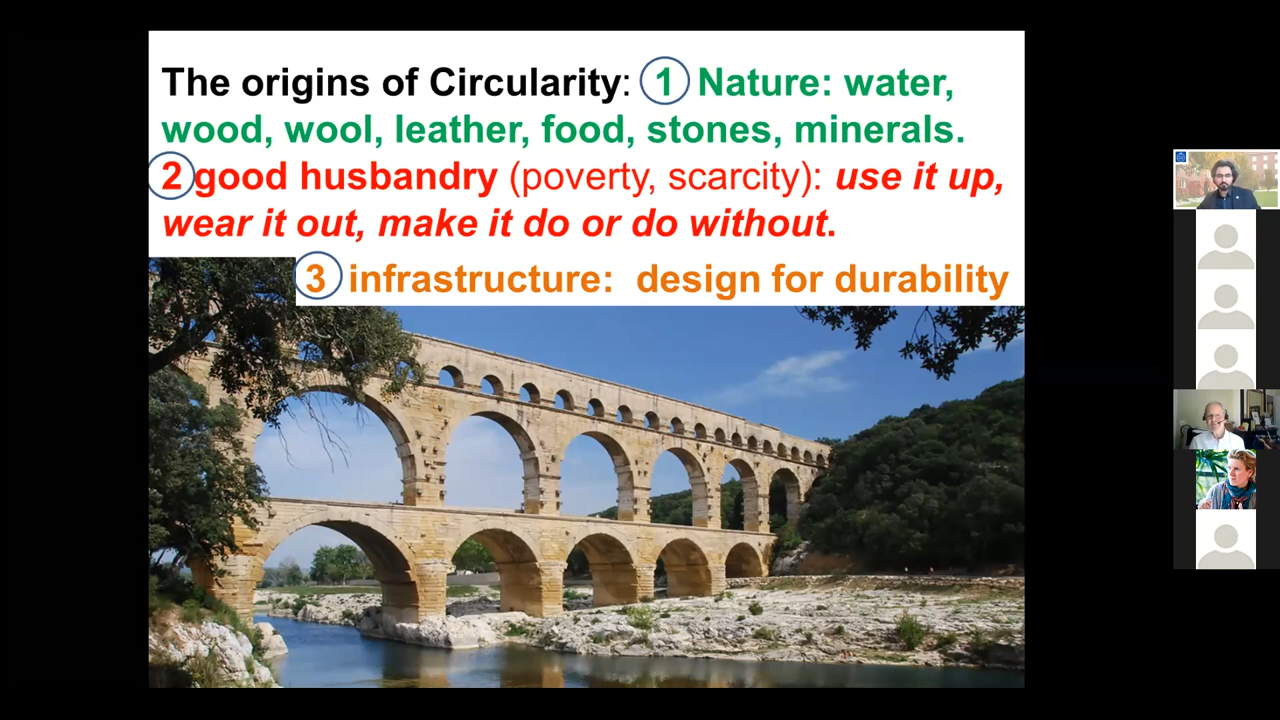 The origins of Circularity: 1 Nature: water,
wood, wool, leather, food, stones, minerals.
2 good husbandry (poverty, scarcity): use it up,
wear it out, make it do or do without.
3 infrastructure: design for durability